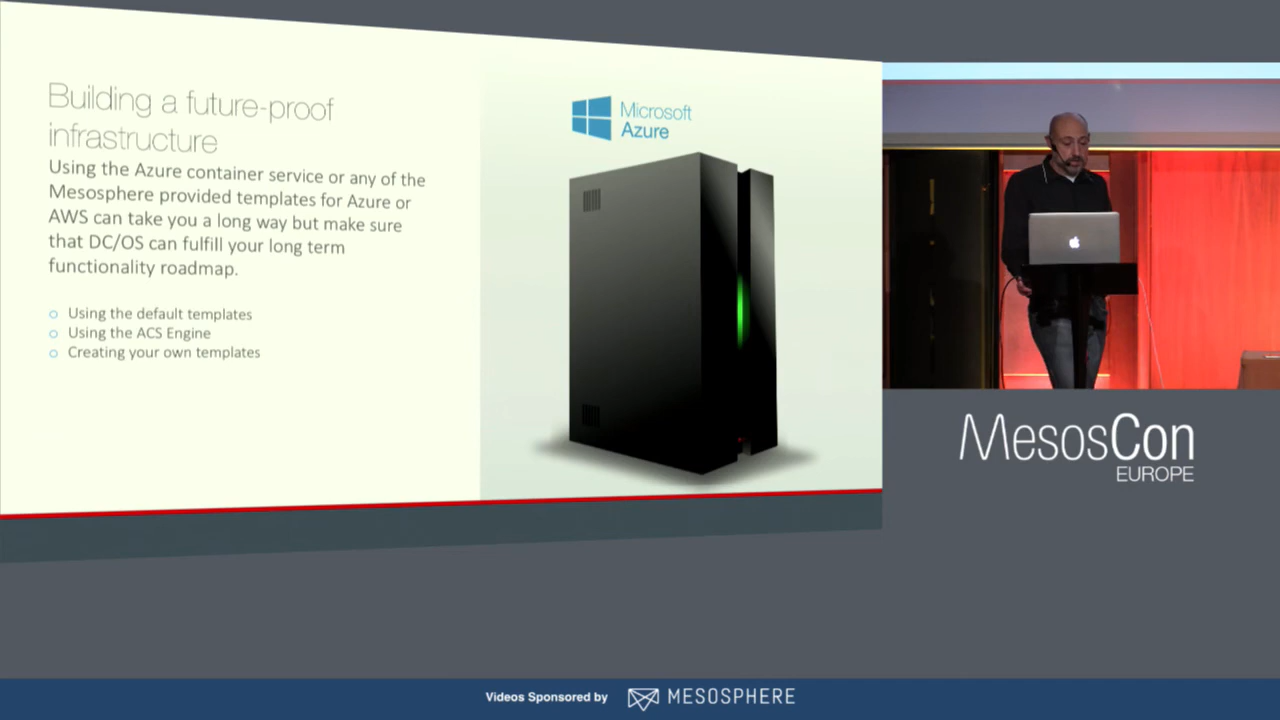 Building a future-proof
infrastructure
Using the Azure container service or any of the
Mesosphere provided templates for Azure or
AWS can take you a long way but make sure
that DC/OS can fulfill your long term
functionality roadmap.
Using the default templates
Using the ACS Engine
Creating your own templates
Microsoft
Azure
MesosCon
EUROPE
Videos Sponsored by MESOSPHERE